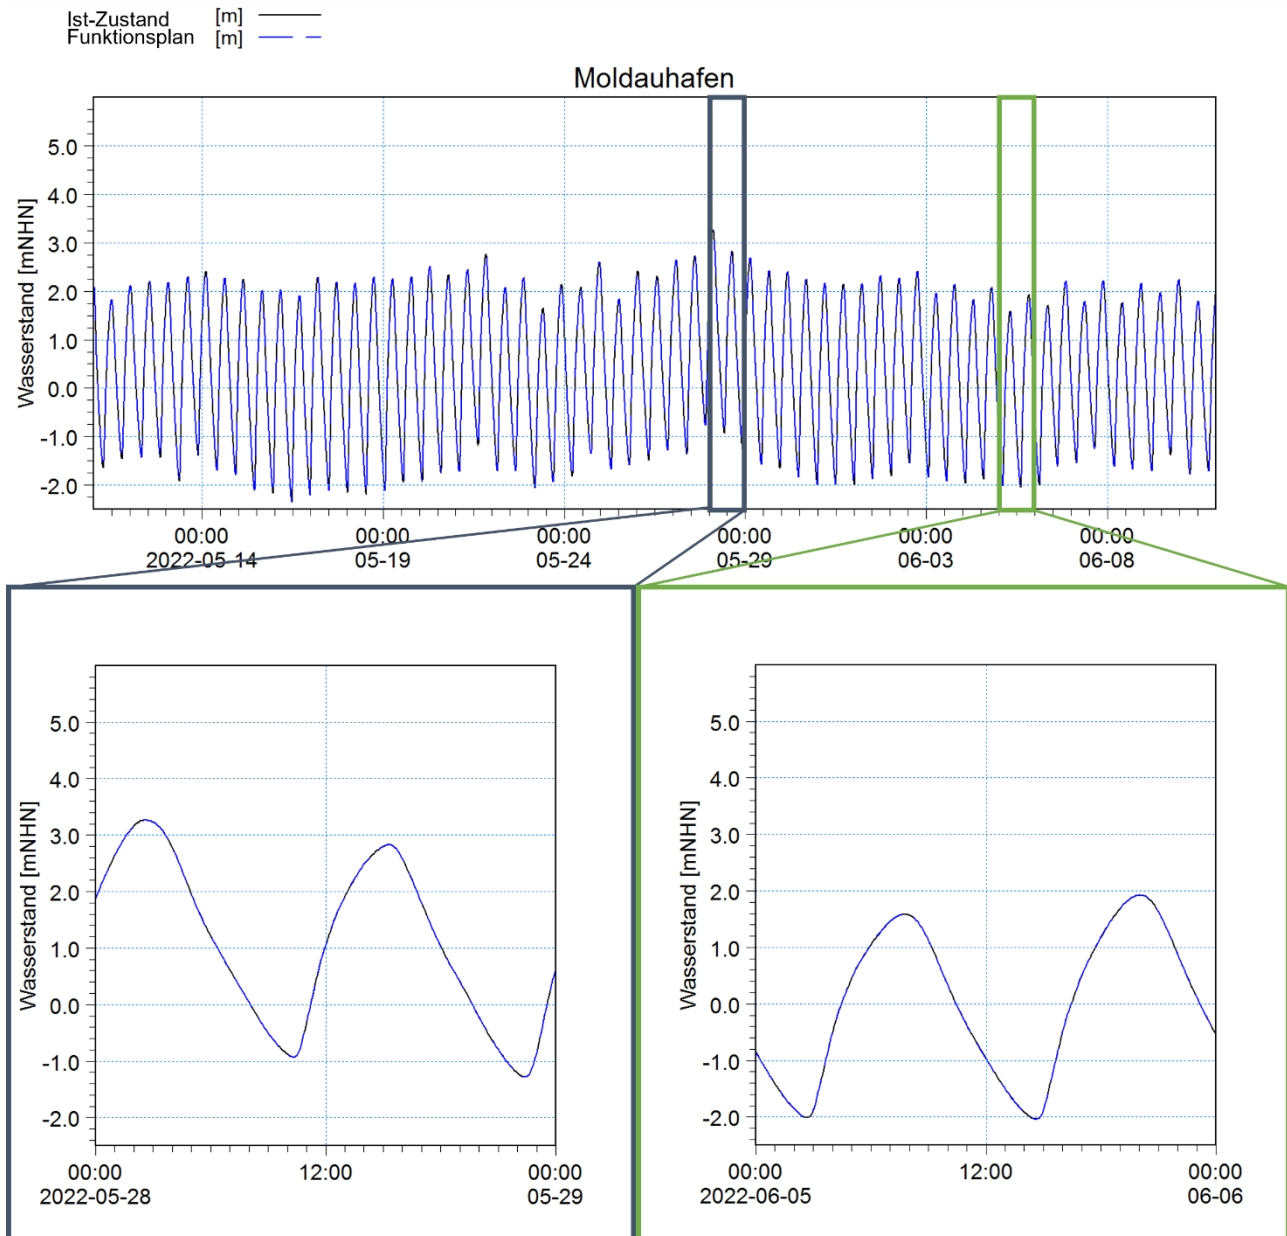 Ist-Zustand [m]
Funktionsplan [m]
Moldauhafen
Wasserstand [mNHN]
5.0
4.0
3.0
2.0
1.0
0.0
-1.0
-2.0
00:00 00:00 00:00 00:00 00:00 00:00
2022-05-14 05-19 05-24 05-29 06-03 06-08
Wasserstand [mNHN]
5.0
4.0
3.0
2.0
1.0
0.0
-1.0
-2.0
00:00 12:00 00:00
2022-05-28 05-29
Wasserstand [mNHN]
5.0
4.0
3.0
2.0
1.0
0.0
-1.0
-2.0
00:00 12:00 00:00
2022-06-05 06-06